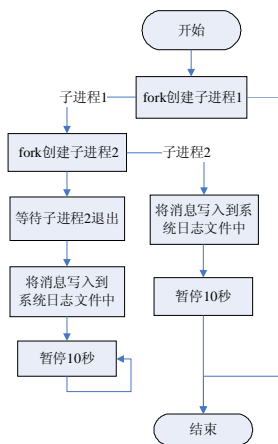 开始
子进程1
fork创建子进程1
fork创建子进程2
子进程2
等待子进程2退出
将消息写入到系
统日志文件中
将消息写入到
系统日志文件中
暂停10秒
暂停10秒
结束